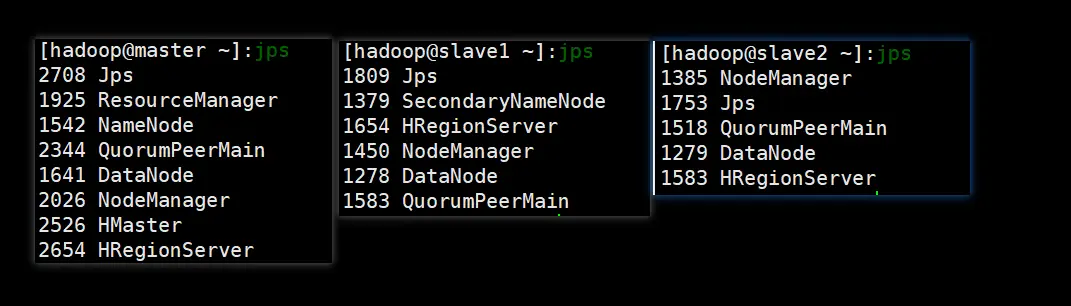 [hadoop@master ~]:jps
2708 Jps
1925 ResourceManager
1542 NameNode
2344 QuorumPeerMain
1641 DataNode
2026 NodeManager
2526 HMaster
2654 HRegionServer
[hadoop@slave1 ~]:jps
1809 Jps
1379 SecondaryNameNode
1654 HRegionServer
1450 NodeManager
1278 DataNode
1583 QuorumPeerMain
[hadoop@slave2 ~]:jps
1385 NodeManager
1753 Jps
1518 QuorumPeerMain
1279 DataNode
1583 HRegionServer